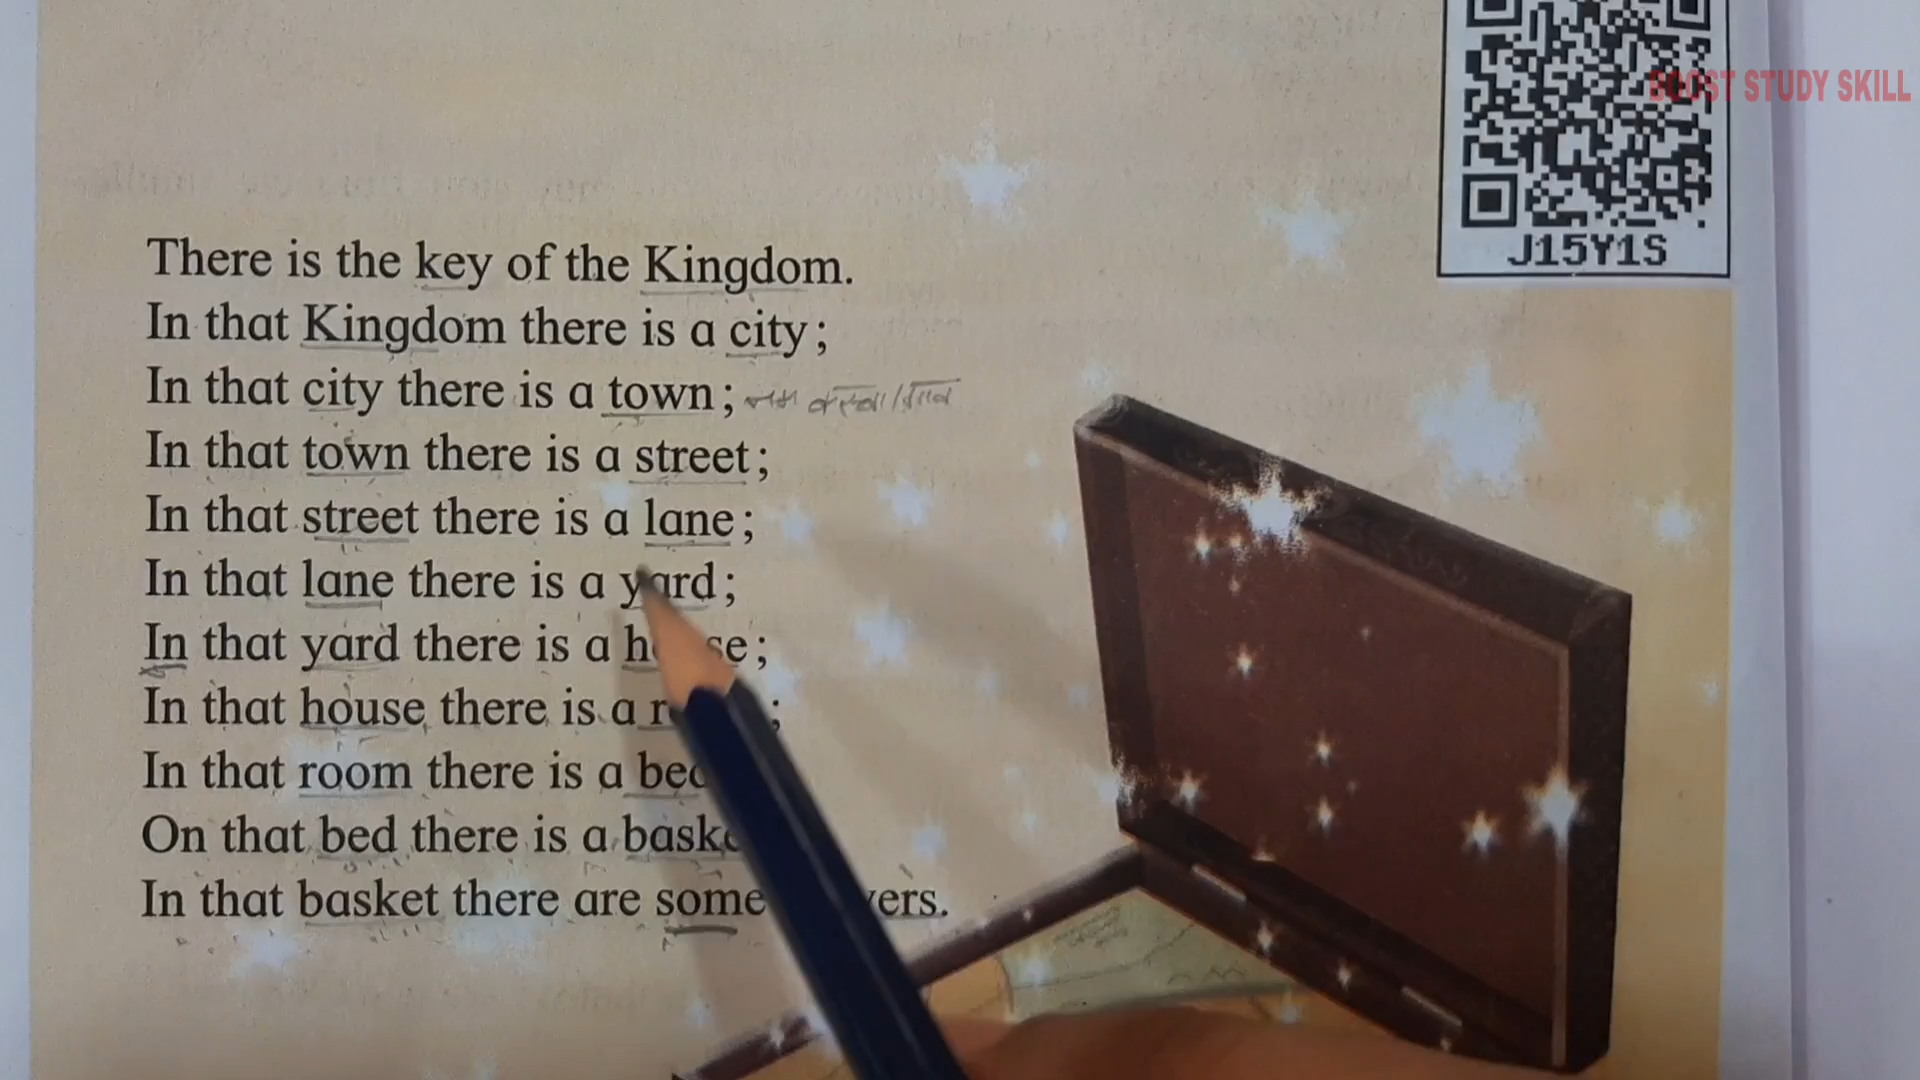 BOOST STUDY SKILL
J15Y1S
There is the key of the Kingdom.
In that Kingdom there is a city;
In that city there is a town;
In that town there is a street;
In that street there is a lane;
In that lane there is a yard;
In that yard there is a house;
In that house there is a
In that room there is a
On that bed there is a
In that basket there are some